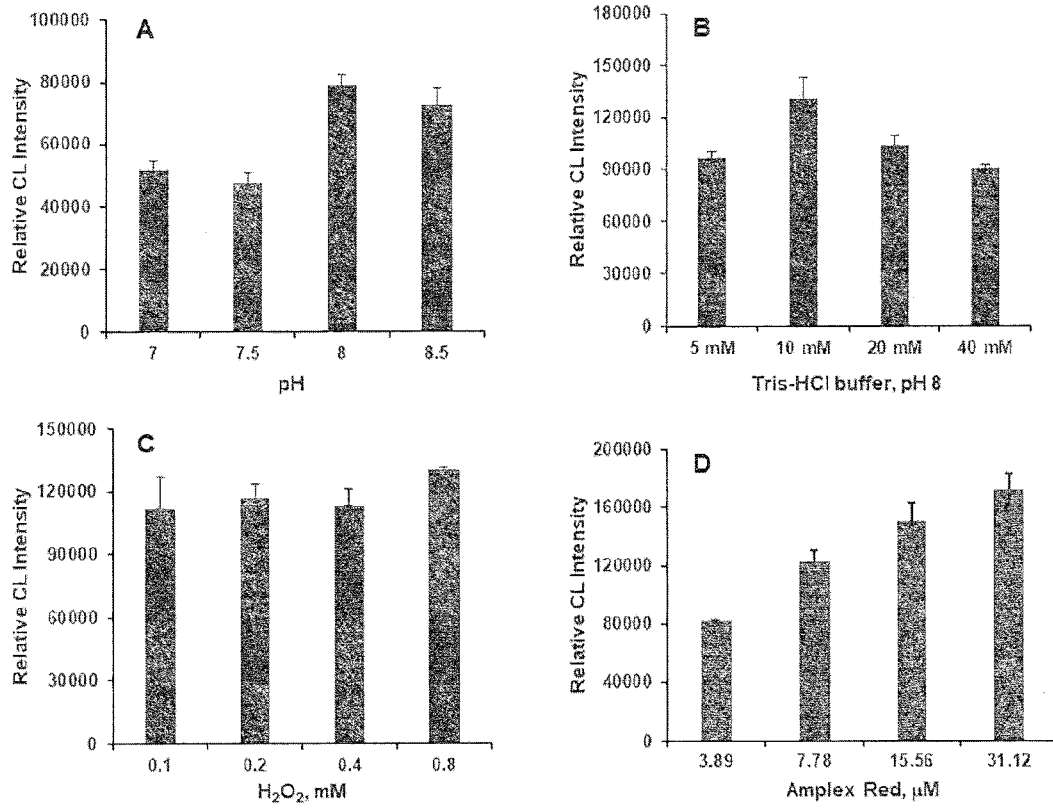 A
Relative CL Intensity
100000
80000
60000
40000
20000
0
7 7.5 8 8.5
pH
B
Relative CL Intensity
180000
150000
120000
90000
60000
30000
0
5 mM 10 mM 20 mM 40 mM
Tris-HCl buffer, pH 8
C
Relative CL Intensity
150000
120000
90000
60000
30000
0
0.1 0.2 0.4 0.8
H₂O₂, mM
D
Relative CL Intensity
200000
160000
120000
80000
40000
0
3.89 7.78 15.56 31.12
Amplex Red, µM